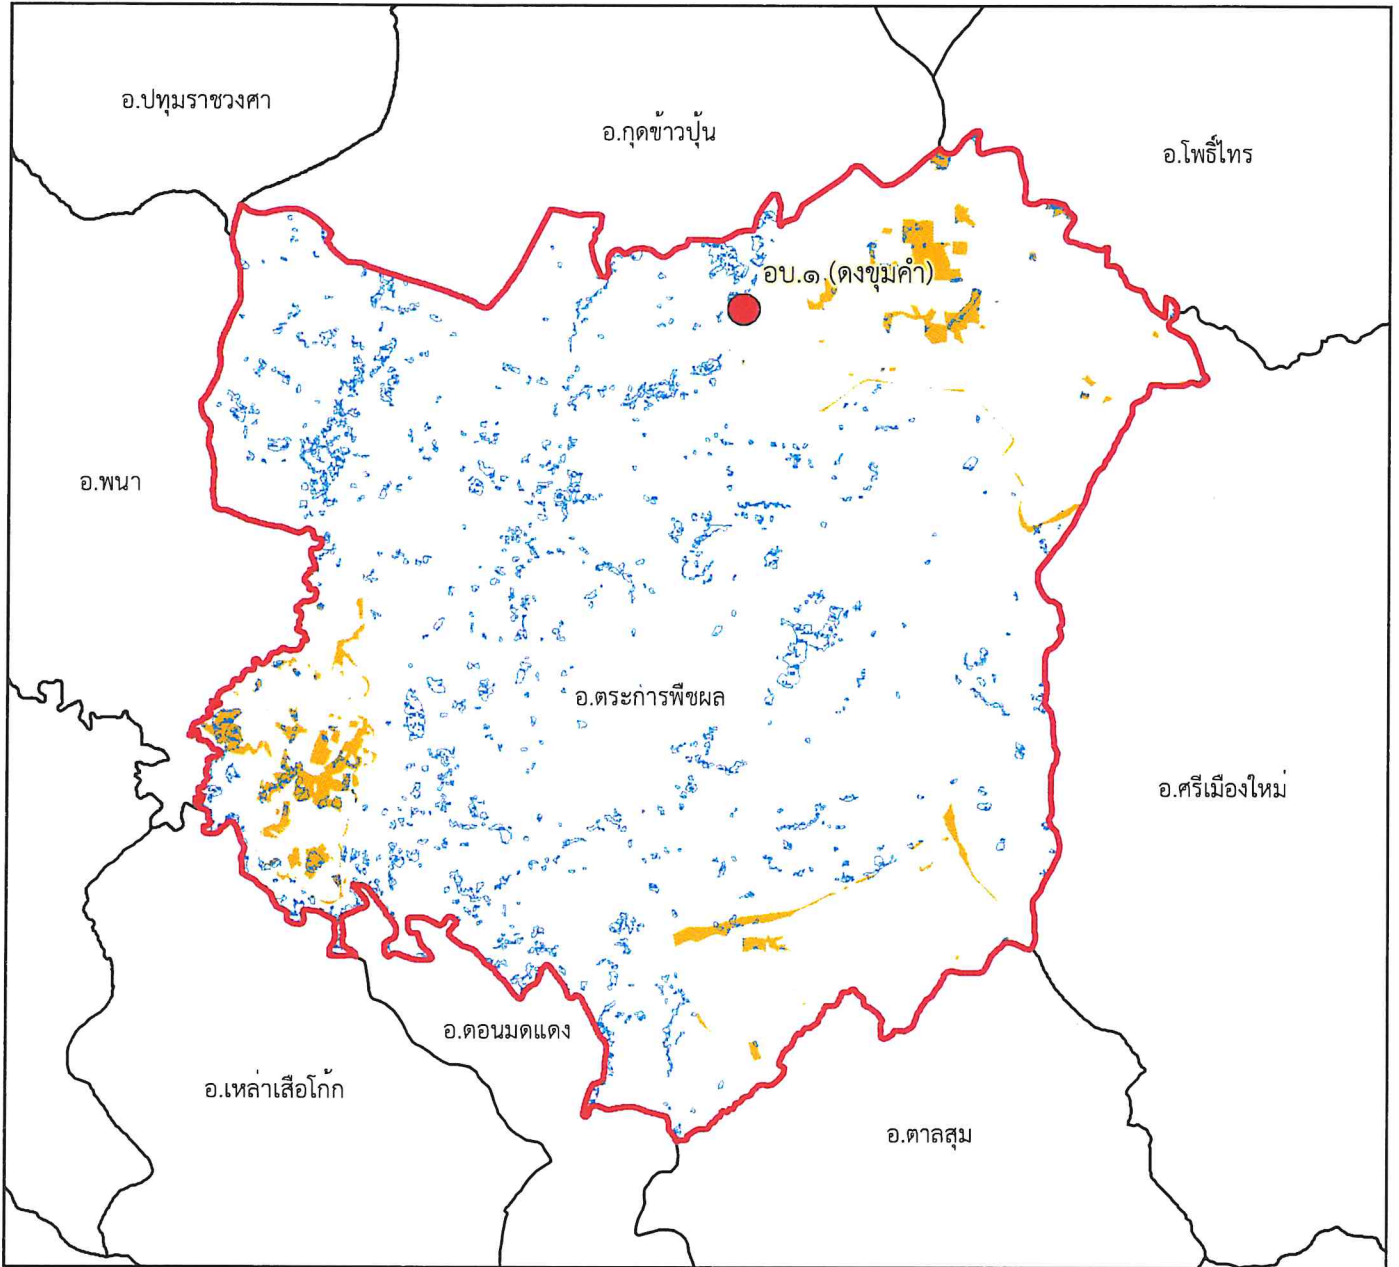 อ.ปทุมราชวงศา
อ.กุดข้าวปุ้น
อ.โพธิ์ไทร
อบ.๑ (ดงขุมคำ)
อ.พนา
อ.ตระการพืชผล
อ.ศรีเมืองใหม่
อ.ดอนมดแดง
อ.เหล่าเสือโก้ก
อ.ตาลสุม